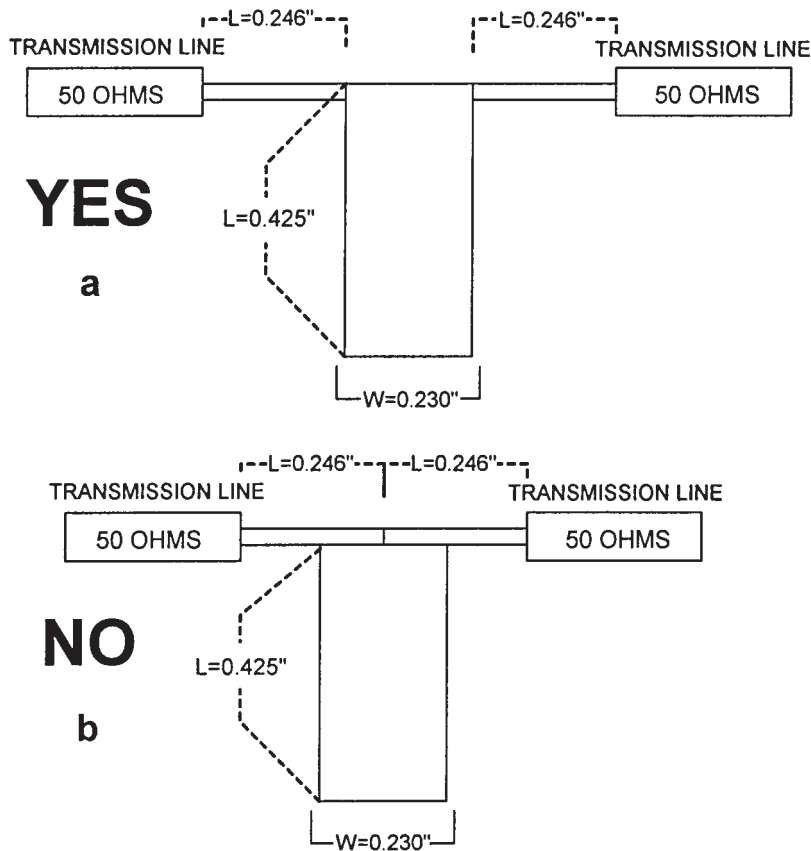 L=0.246" L=0.246"
TRANSMISSION LINE TRANSMISSION LINE
50 OHMS 50 OHMS
YES
L=0.425"
a
W=0.230"
L=0.246" L=0.246"
TRANSMISSION LINE TRANSMISSION LINE
50 OHMS 50 OHMS
NO
L=0.425"
b
W=0.230"